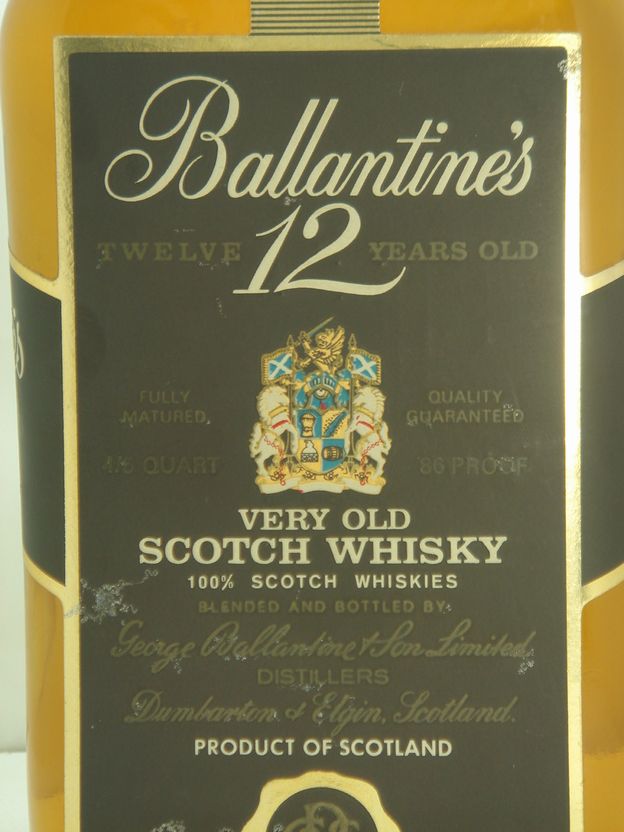 Ballantine's
TWELVE 12 YEARS OLD
FULLY MATURED
QUALITY GUARANTEED
4/5 QUART
86 PROOF
VERY OLD
SCOTCH WHISKY
100% SCOTCH WHISKIES
BLENDED AND BOTTLED BY
George Ballantine & Son Limited
DISTILLERS
Dumbarton & Elgin, Scotland.
PRODUCT OF SCOTLAND